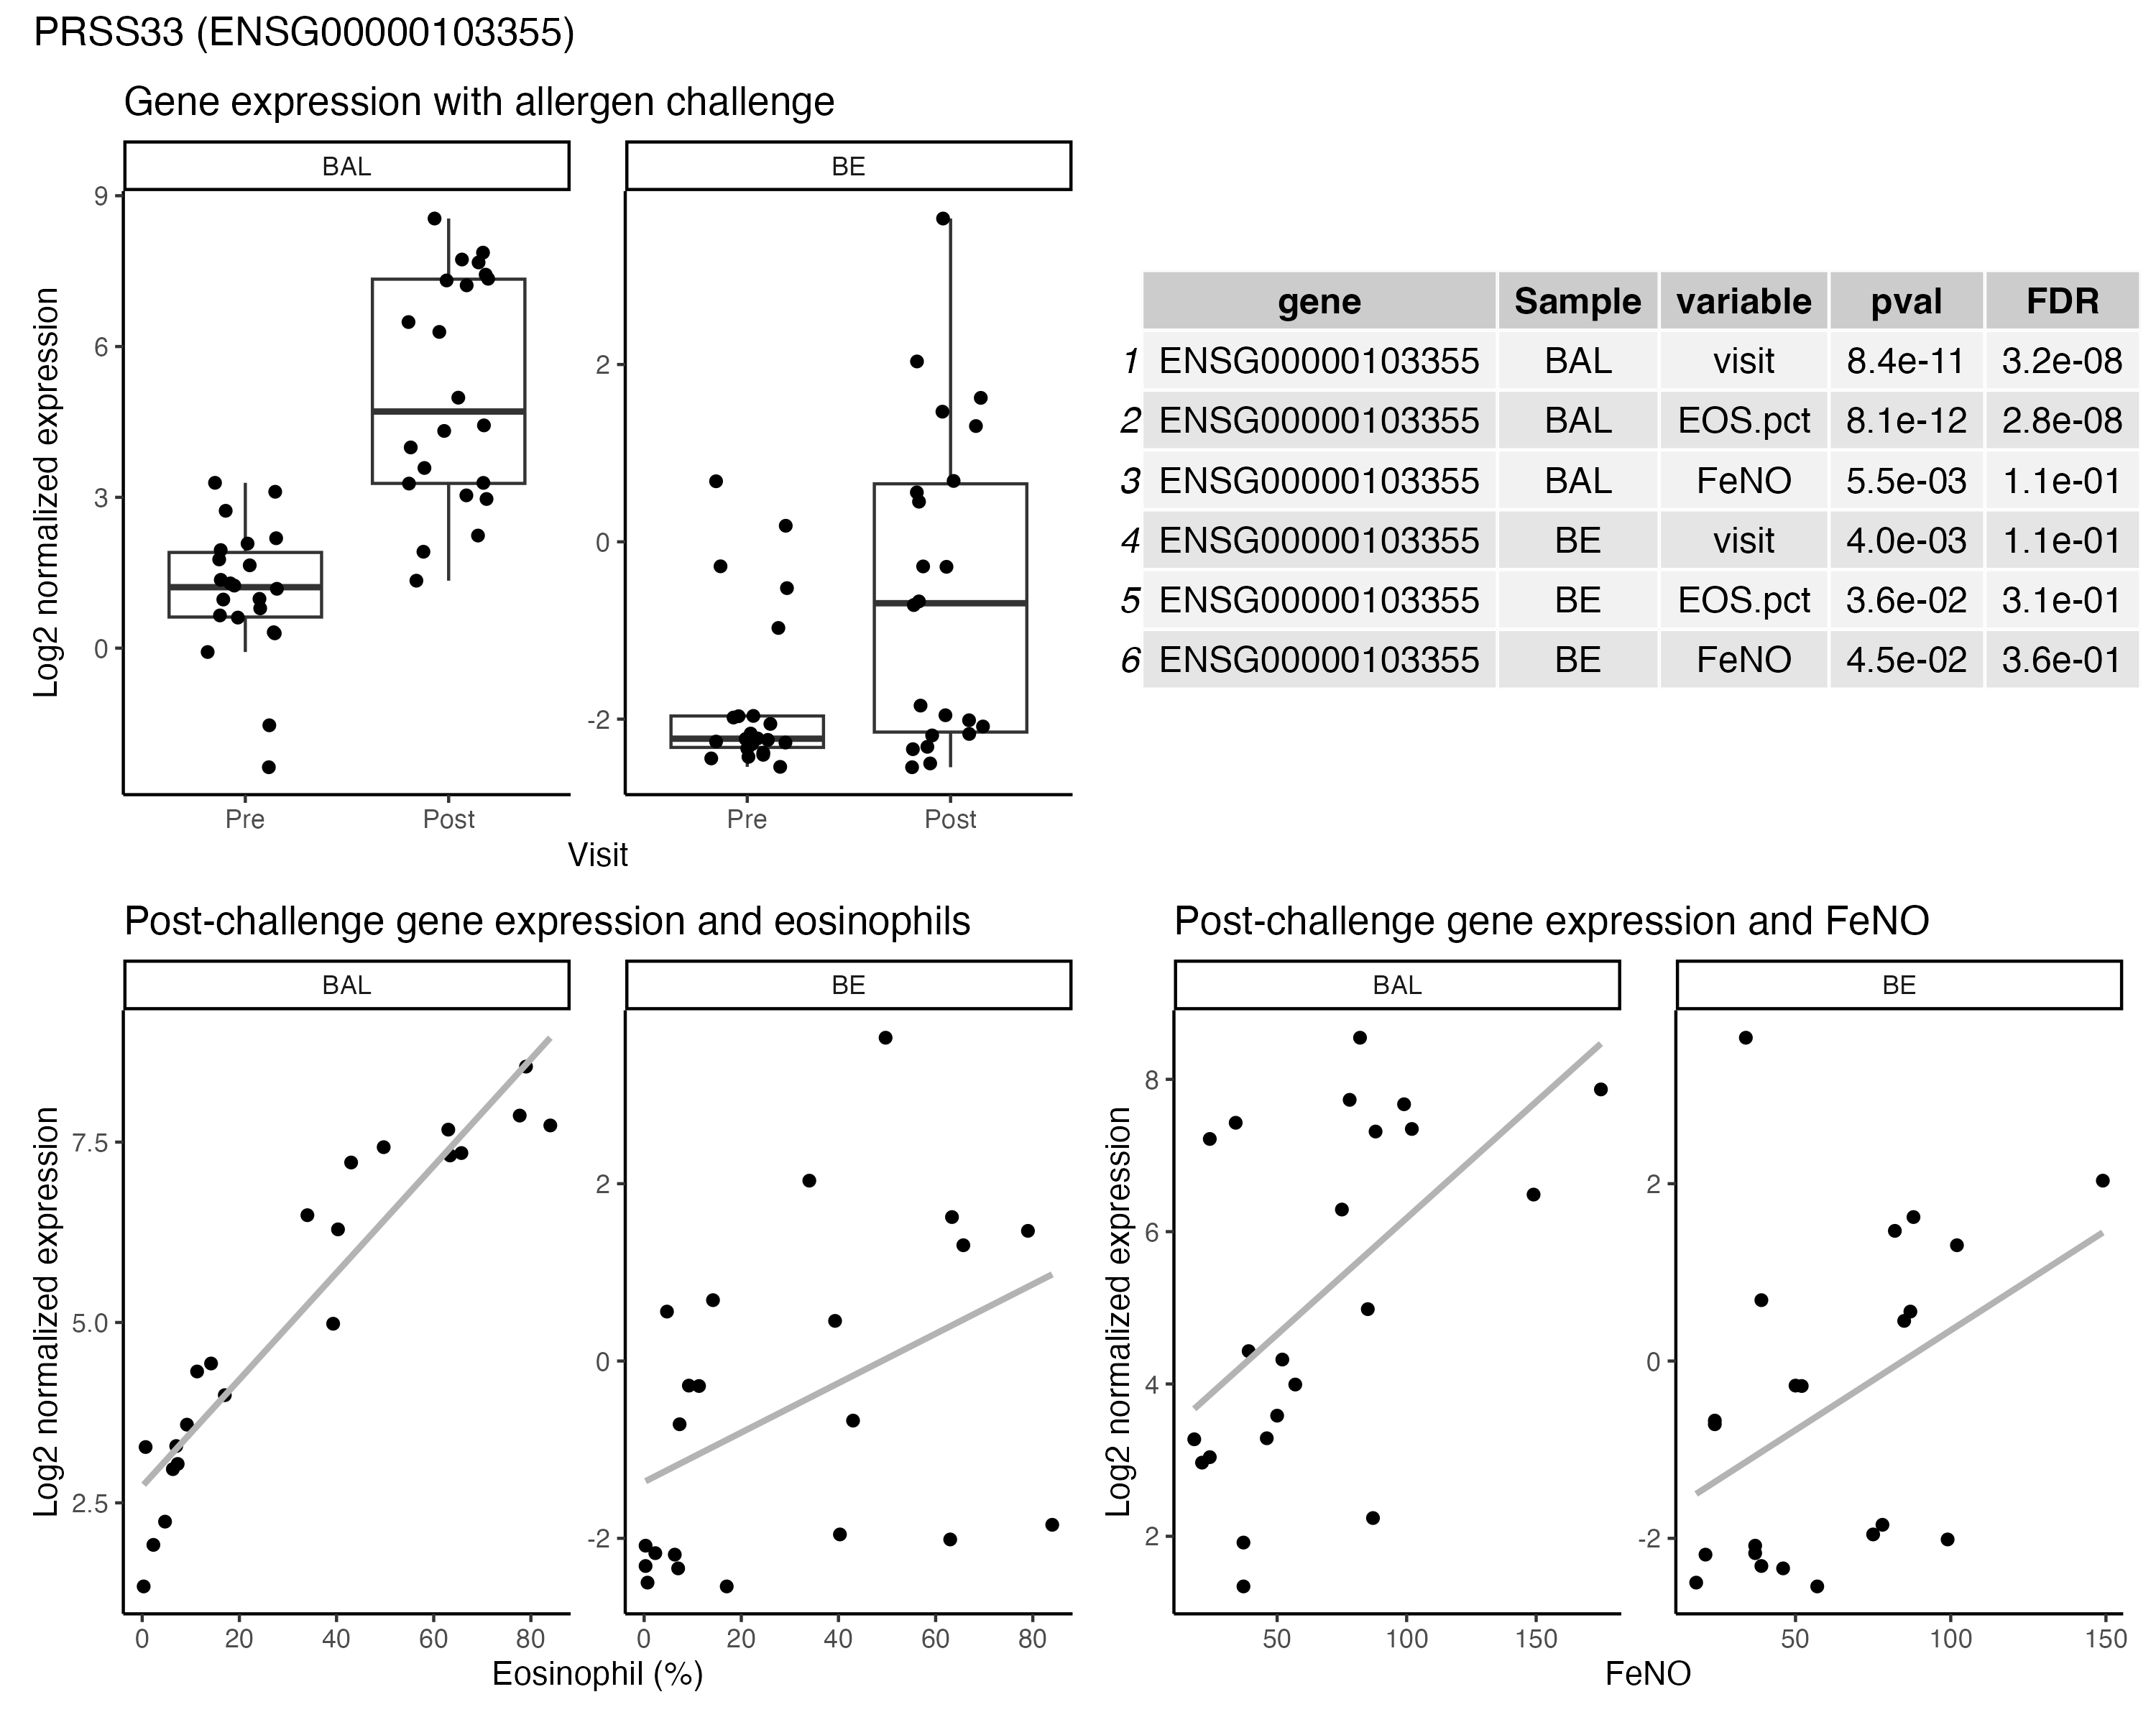 PRSS33 (ENSG00000103355)
Gene expression with allergen challenge
BAL
BE
Log2 normalized expression
9
6
3
0
2
0
-2
Pre
Post
Pre
Post
Visit
gene Sample variable pval FDR
1 ENSG00000103355 BAL visit 8.4e-11 3.2e-08
2 ENSG00000103355 BAL EOS.pct 8.1e-12 2.8e-08
3 ENSG00000103355 BAL FeNO 5.5e-03 1.1e-01
4 ENSG00000103355 BE visit 4.0e-03 1.1e-01
5 ENSG00000103355 BE EOS.pct 3.6e-02 3.1e-01
6 ENSG00000103355 BE FeNO 4.5e-02 3.6e-01
Post-challenge gene expression and eosinophils
BAL
BE
Log2 normalized expression
7.5
5.0
2.5
2
0
-2
0 20 40 60 80
0 20 40 60 80
Eosinophil (%)
Post-challenge gene expression and FeNO
BAL
BE
Log2 normalized expression
8
6
4
2
2
0
-2
50 100 150
50 100 150
FeNO